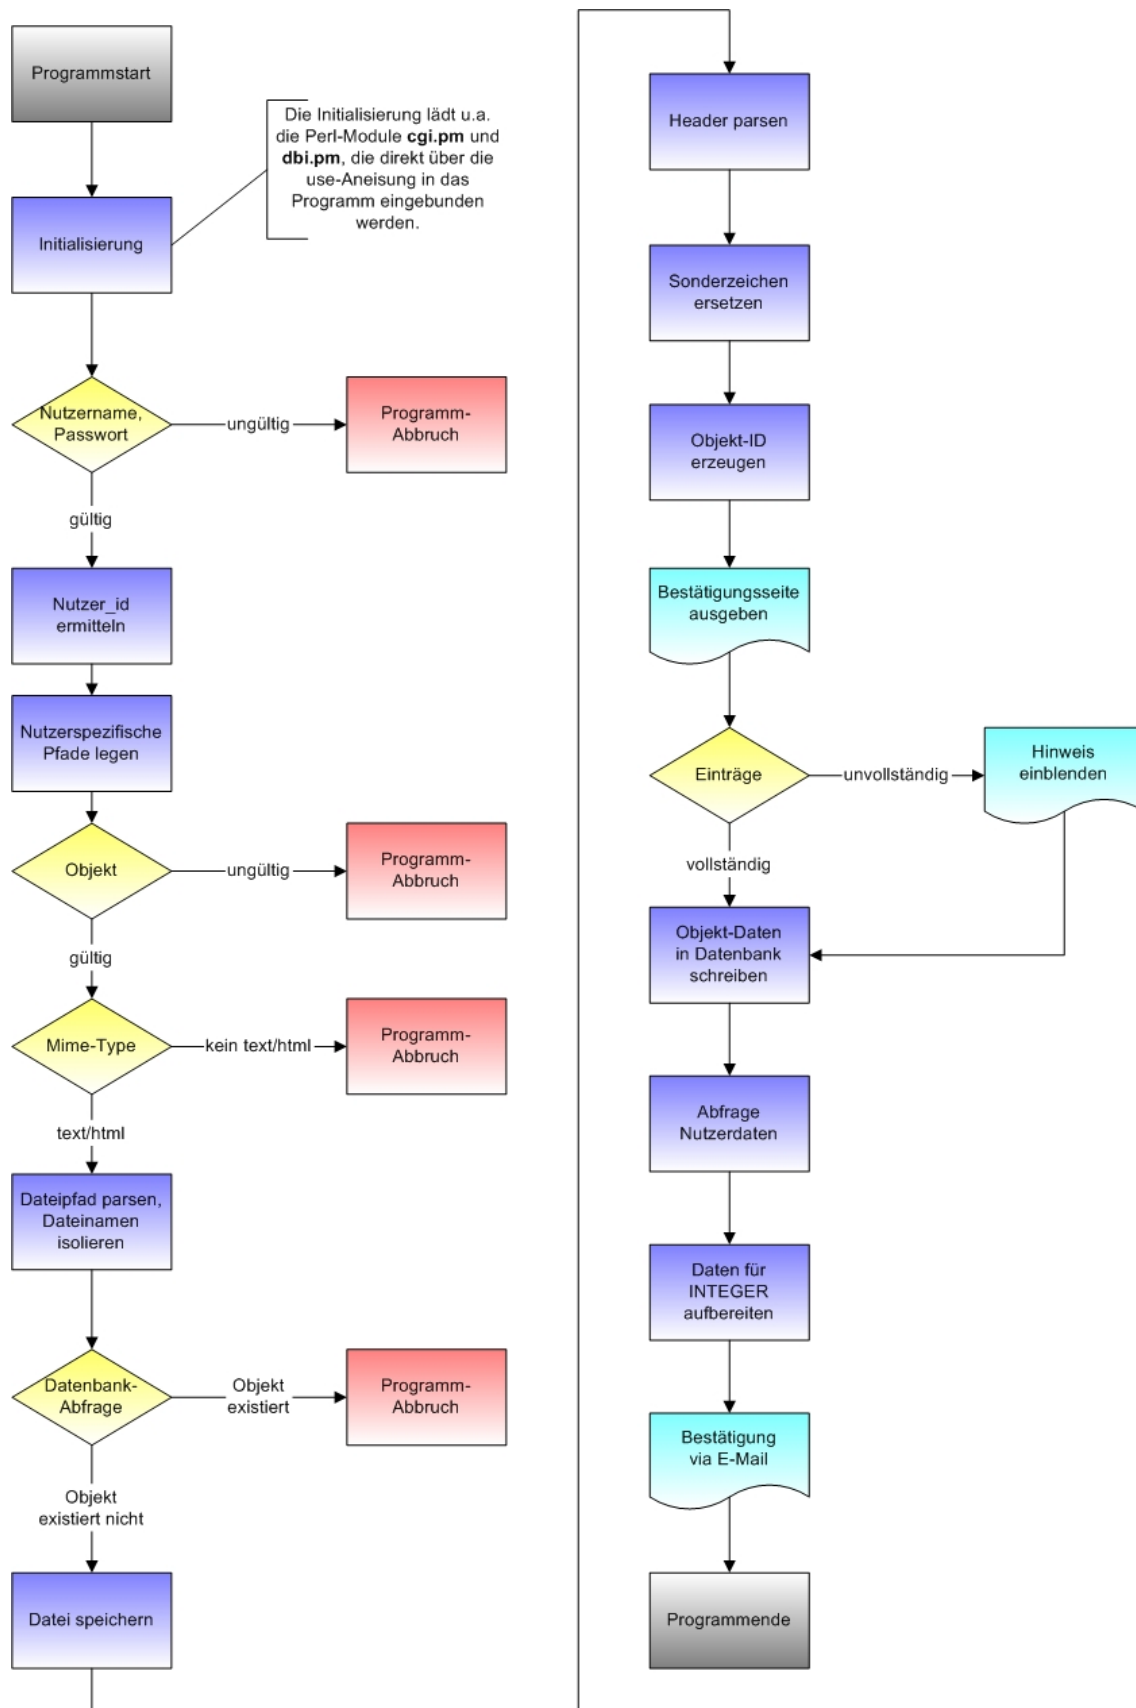 Programmstart
Die Initialisierung lädt u.a.
die Perl-Module cgi.pm und
dbi.pm, die direkt über die
use-Aneisung in das
Programm eingebunden
werden.
Initialisierung
Nutzername,
Passwort
ungültig
Programm-
Abbruch
gültig
Nutzer_id
ermitteln
Nutzerspezifische
Pfade legen
Objekt
ungültig
Programm-
Abbruch
gültig
Mime-Type
kein text/html
Programm-
Abbruch
text/html
Dateipfad parsen,
Dateinamen
isolieren
Datenbank-
Abfrage
Objekt
existiert
Programm-
Abbruch
Objekt
existiert nicht
Datei speichern
Header parsen
Sonderzeichen
ersetzen
Objekt-ID
erzeugen
Bestätigungsseite
ausgeben
Einträge
unvollständig
Hinweis
einblenden
vollständig
Objekt-Daten
in Datenbank
schreiben
Abfrage
Nutzerdaten
Daten für
INTEGER
aufbereiten
Bestätigung
via E-Mail
Programmende